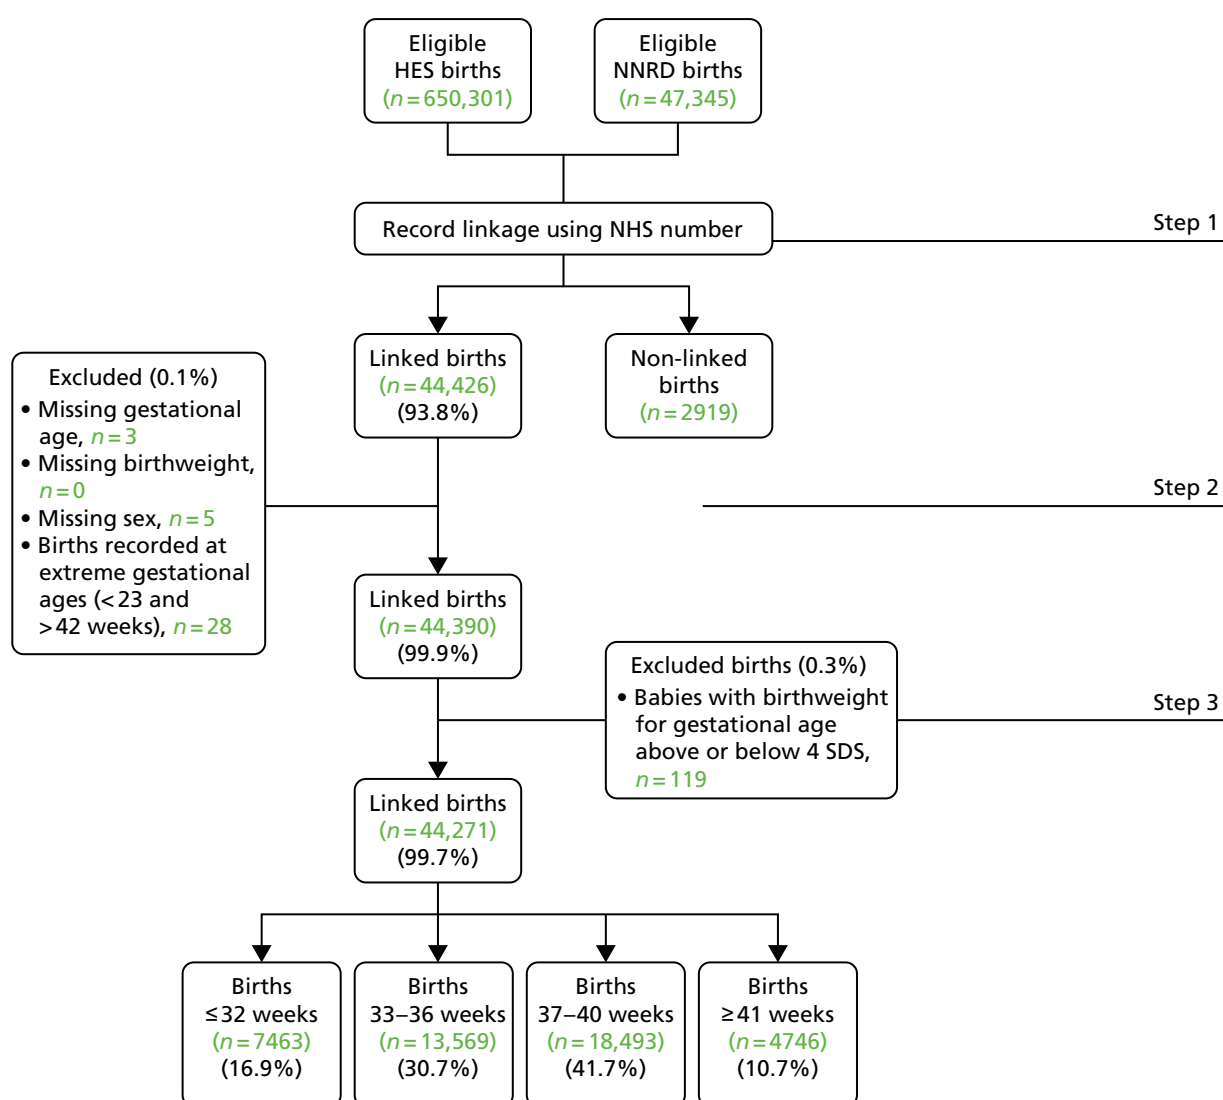 Eligible
HES births
(n=650,301)
Eligible
NNRD births
(n=47,345)
Record linkage using NHS number
Step 1
Linked births
(n=44,426)
(93.8%)
Non-linked
births
(n=2919)
Excluded (0.1%)
• Missing gestational
age, n=3
• Missing birthweight,
n=0
• Missing sex, n=5
• Births recorded at
extreme gestational
ages (<23 and
>42 weeks), n=28
Step 2
Linked births
(n=44,390)
(99.9%)
Excluded births (0.3%)
• Babies with birthweight
for gestational age
above or below 4 SDS,
n=119
Step 3
Linked births
(n=44,271)
(99.7%)
Births
≤32 weeks
(n=7463)
(16.9%)
Births
33–36 weeks
(n=13,569)
(30.7%)
Births
37–40 weeks
(n=18,493)
(41.7%)
Births
≥41 weeks
(n=4746)
(10.7%)